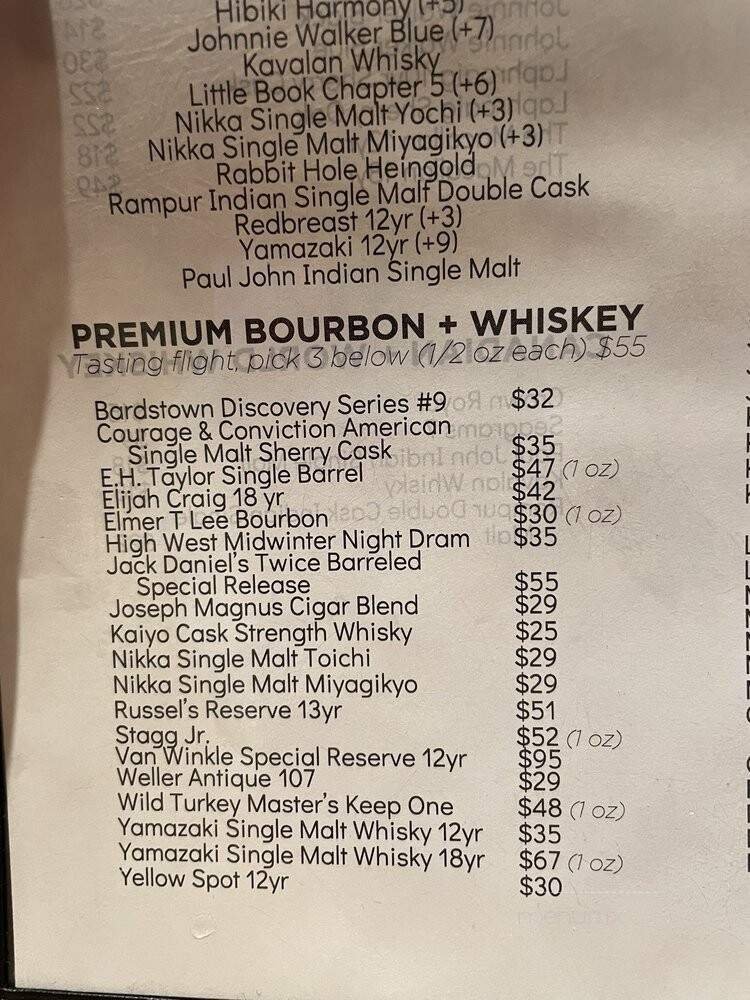 Hibiki Harmony (+5)
Johnnie Walker Blue (+7)
Kavalan Whisky
Little Book Chapter 5 (+6)
Nikka Single Malt Yochi (+3)
Nikka Single Malt Miyagikyo (+3)
Rabbit Hole Heingold
Rampur Indian Single Malt Double Cask
Redbreast 12yr (+3)
Yamazaki 12yr (+9)
Paul John Indian Single Malt
PREMIUM BOURBON + WHISKEY
Tasting flight, pick 3 below (1/2 oz each) $55
Bardstown Discovery Series #9 $32
Courage & Conviction American
Single Malt Sherry Cask $35
E.H. Taylor Single Barrel $47 (1 oz)
Elijah Craig 18 yr $42
Elmer T Lee Bourbon $30 (1 oz)
High West Midwinter Night Dram $35
Jack Daniel's Twice Barreled
Special Release $55
Joseph Magnus Cigar Blend $29
Kaiyo Cask Strength Whisky $25
Nikka Single Malt Toichi $29
Nikka Single Malt Miyagikyo $29
Russel's Reserve 13yr $51
Stagg Jr. $52 (1 oz)
Van Winkle Special Reserve 12yr $95
Weller Antique 107 $29
Wild Turkey Master's Keep One $48 (1 oz)
Yamazaki Single Malt Whisky 12yr $35
Yamazaki Single Malt Whisky 18yr $67 (1 oz)
Yellow Spot 12yr $30